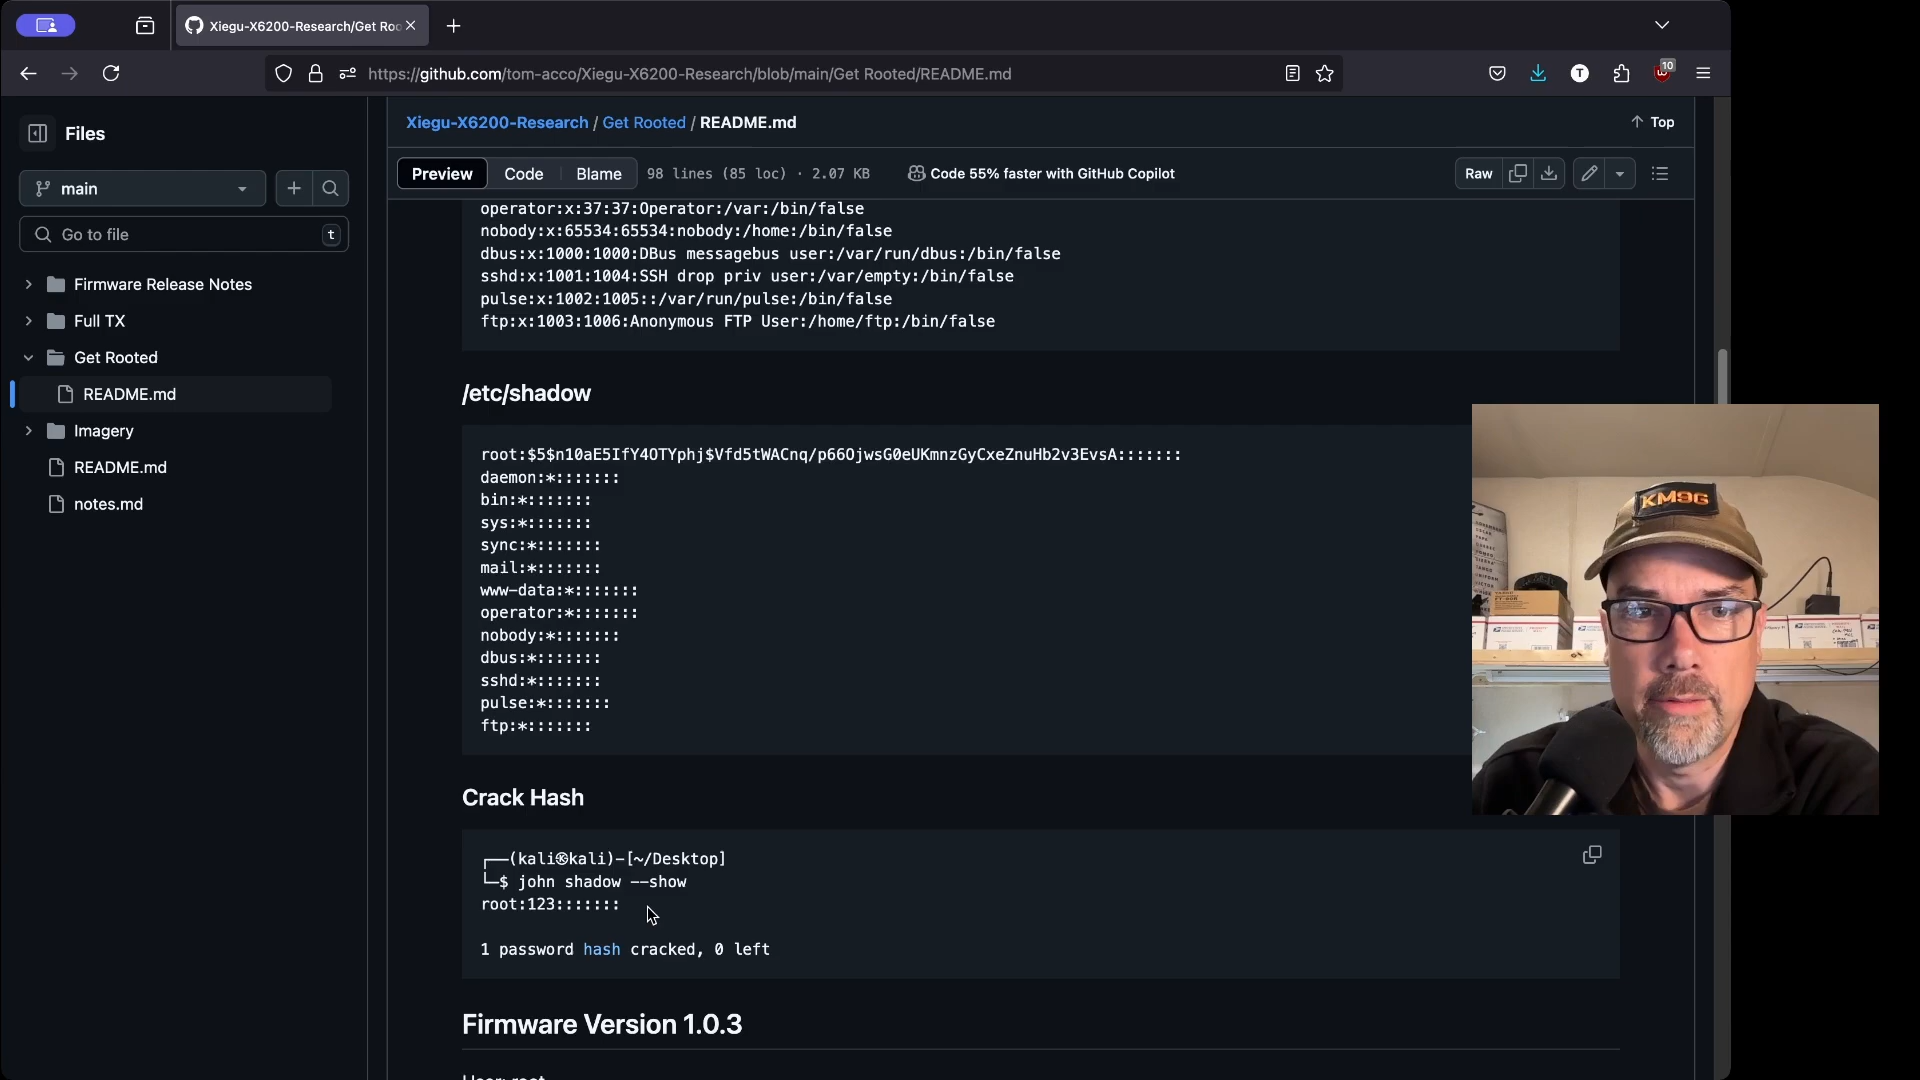 Xiegu-X6200-Research/Get Roo
https://github.com/tom-acco/Xiegu-X6200-Research/blob/main/Get Rooted/README.md
T
10
Files
Xiegu-X6200-Research / Get Rooted / README.md
Top
main
Preview
Code
Blame
98 lines (85 loc) · 2.07 KB
Code 55% faster with GitHub Copilot
Raw
Go to file
t
Firmware Release Notes
Full TX
Get Rooted
README.md
Imagery
README.md
notes.md
operator:x:37:37:Operator:/var:/bin/false
nobody:x:65534:65534:nobody:/home:/bin/false
dbus:x:1000:1000:DBus messagebus user:/var/run/dbus:/bin/false
sshd:x:1001:1004:SSH drop priv user:/var/empty:/bin/false
pulse:x:1002:1005::/var/run/pulse:/bin/false
ftp:x:1003:1006:Anonymous FTP User:/home/ftp:/bin/false
/etc/shadow
root:$5$n10aE5IfY4OTYphj$Vfd5tWACnq/p66OjwsG0eUKmnzGyCxeZnuHb2v3EvsA:::::::
daemon:*:::::::
bin:*:::::::
sys:*:::::::
sync:*:::::::
mail:*:::::::
www-data:*:::::::
operator:*:::::::
nobody:*:::::::
dbus:*:::::::
sshd:*:::::::
pulse:*:::::::
ftp:*:::::::
KM9G
Crack Hash
┌──(kali㉿kali)-[~/Desktop]
└─$ john shadow --show
root:123:::::::
1 password hash cracked, 0 left
Firmware Version 1.0.3